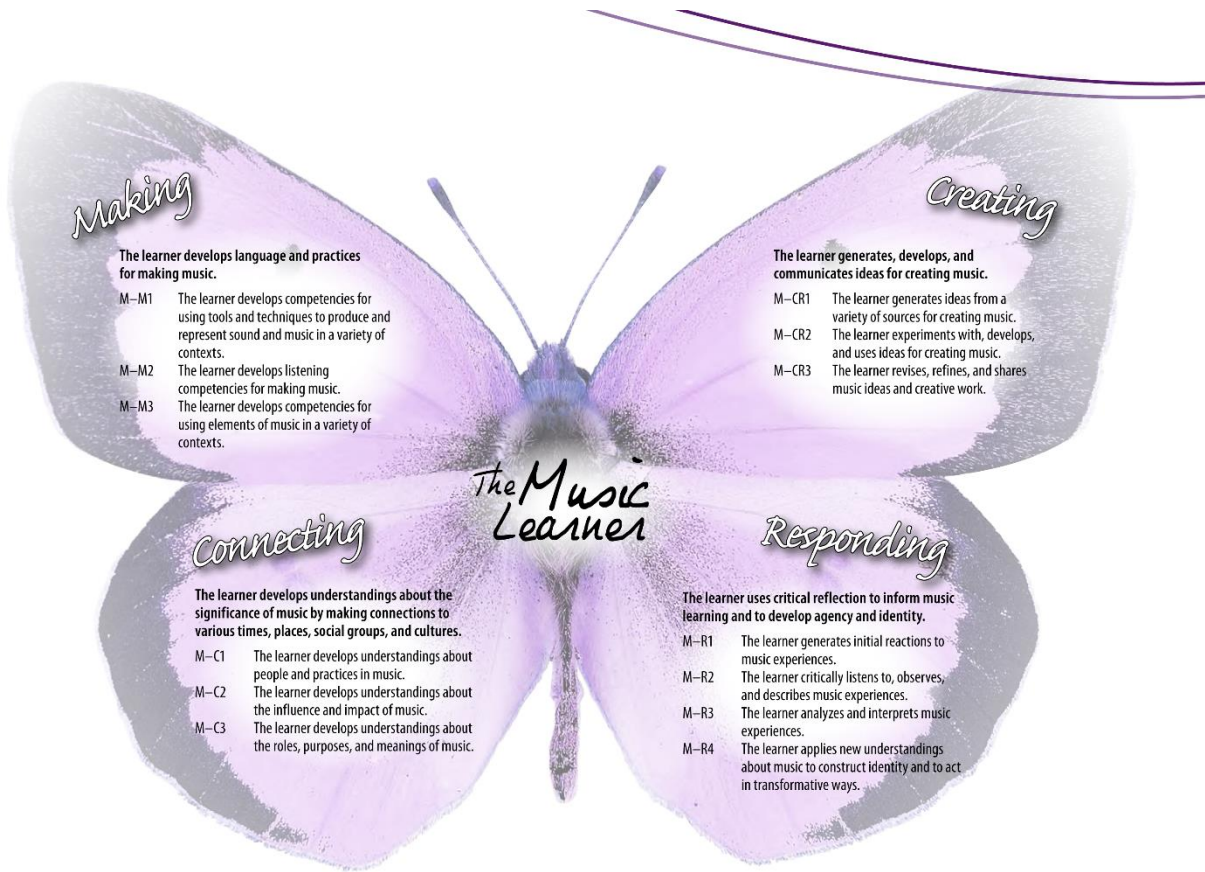 Making
The learner develops language and practices
for making music.
M–M1 The learner develops competencies for
using tools and techniques to produce and
represent sound and music in a variety of
contexts.
M–M2 The learner develops listening
competencies for making music.
M–M3 The learner develops competencies for
using elements of music in a variety of
contexts.
Creating
The learner generates, develops, and
communicates ideas for creating music.
M–CR1 The learner generates ideas from a
variety of sources for creating music.
M–CR2 The learner experiments with, develops,
and uses ideas for creating music.
M–CR3 The learner revises, refines, and shares
music ideas and creative work.
The Music
Learner
Connecting
The learner develops understandings about the
significance of music by making connections to
various times, places, social groups, and cultures.
M–C1 The learner develops understandings about
people and practices in music.
M–C2 The learner develops understandings about
the influence and impact of music.
M–C3 The learner develops understandings about
the roles, purposes, and meanings of music.
Responding
The learner uses critical reflection to inform music
learning and to develop agency and identity.
M–R1 The learner generates initial reactions to
music experiences.
M–R2 The learner critically listens to, observes,
and describes music experiences.
M–R3 The learner analyzes and interprets music
experiences.
M–R4 The learner applies new understandings
about music to construct identity and to act
in transformative ways.